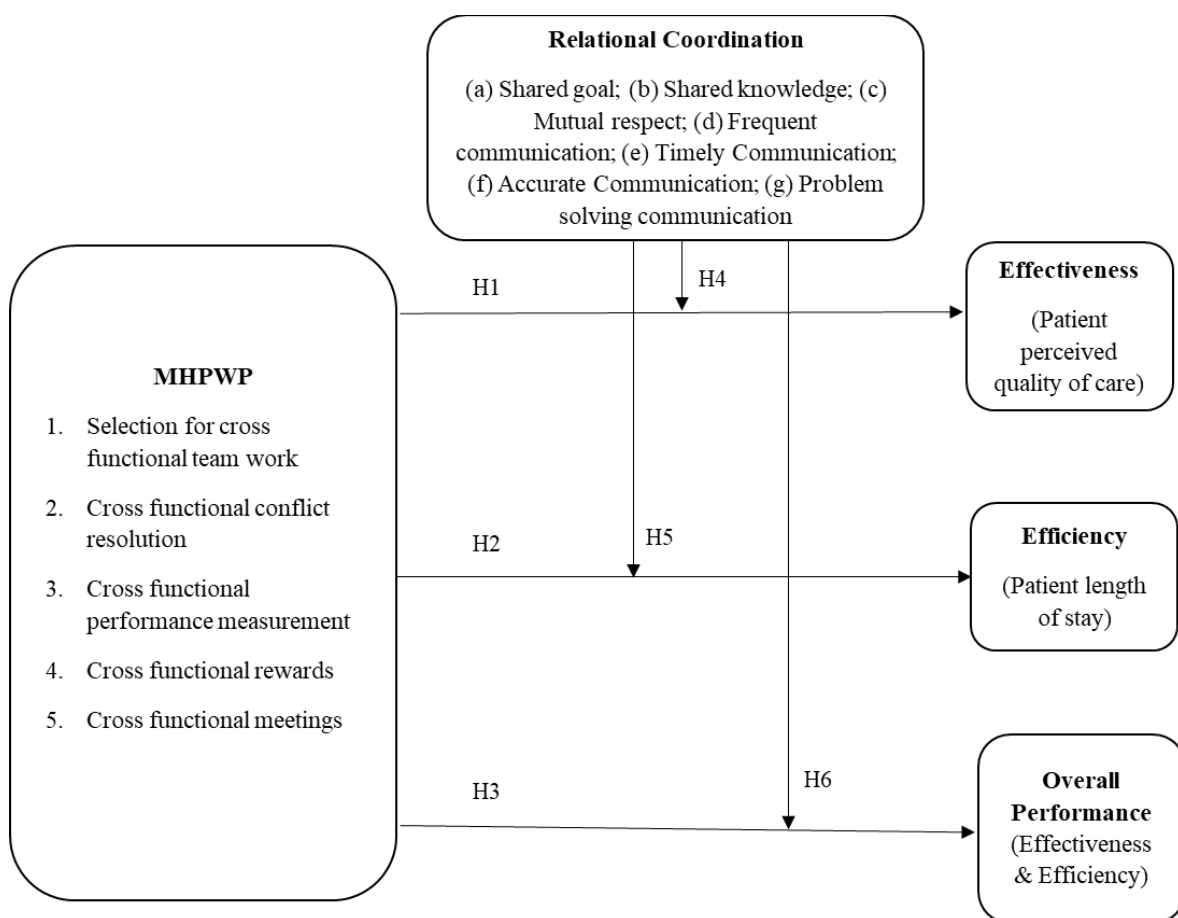 Relational Coordination
(a) Shared goal; (b) Shared knowledge; (c)
Mutual respect; (d) Frequent
communication; (e) Timely Communication;
(f) Accurate Communication; (g) Problem
solving communication
MHPWP
1. Selection for cross
functional team work
2. Cross functional conflict
resolution
3. Cross functional
performance measurement
4. Cross functional rewards
5. Cross functional meetings
H1
H4
Effectiveness
(Patient
perceived
quality of care)
H2
H5
Efficiency
(Patient length
of stay)
H3
H6
Overall
Performance
(Effectiveness
& Efficiency)